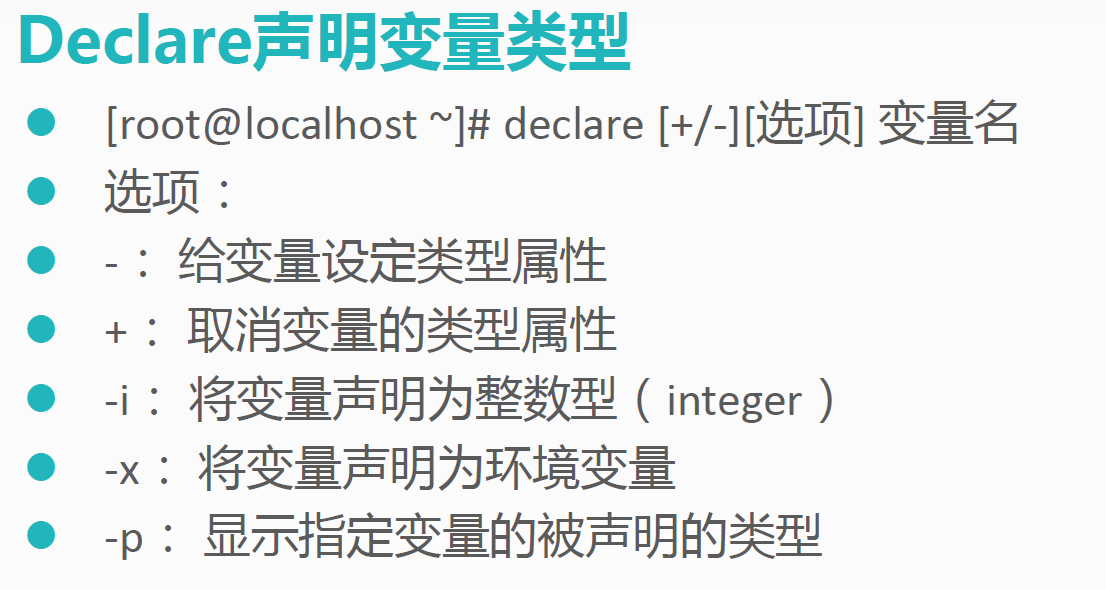 Declare声明变量类型
[root@localhost ~]# declare [+/-][选项] 变量名
选项：
-： 给变量设定类型属性
+： 取消变量的类型属性
-i： 将变量声明为整数型（integer）
-x： 将变量声明为环境变量
-p： 显示指定变量的被声明的类型